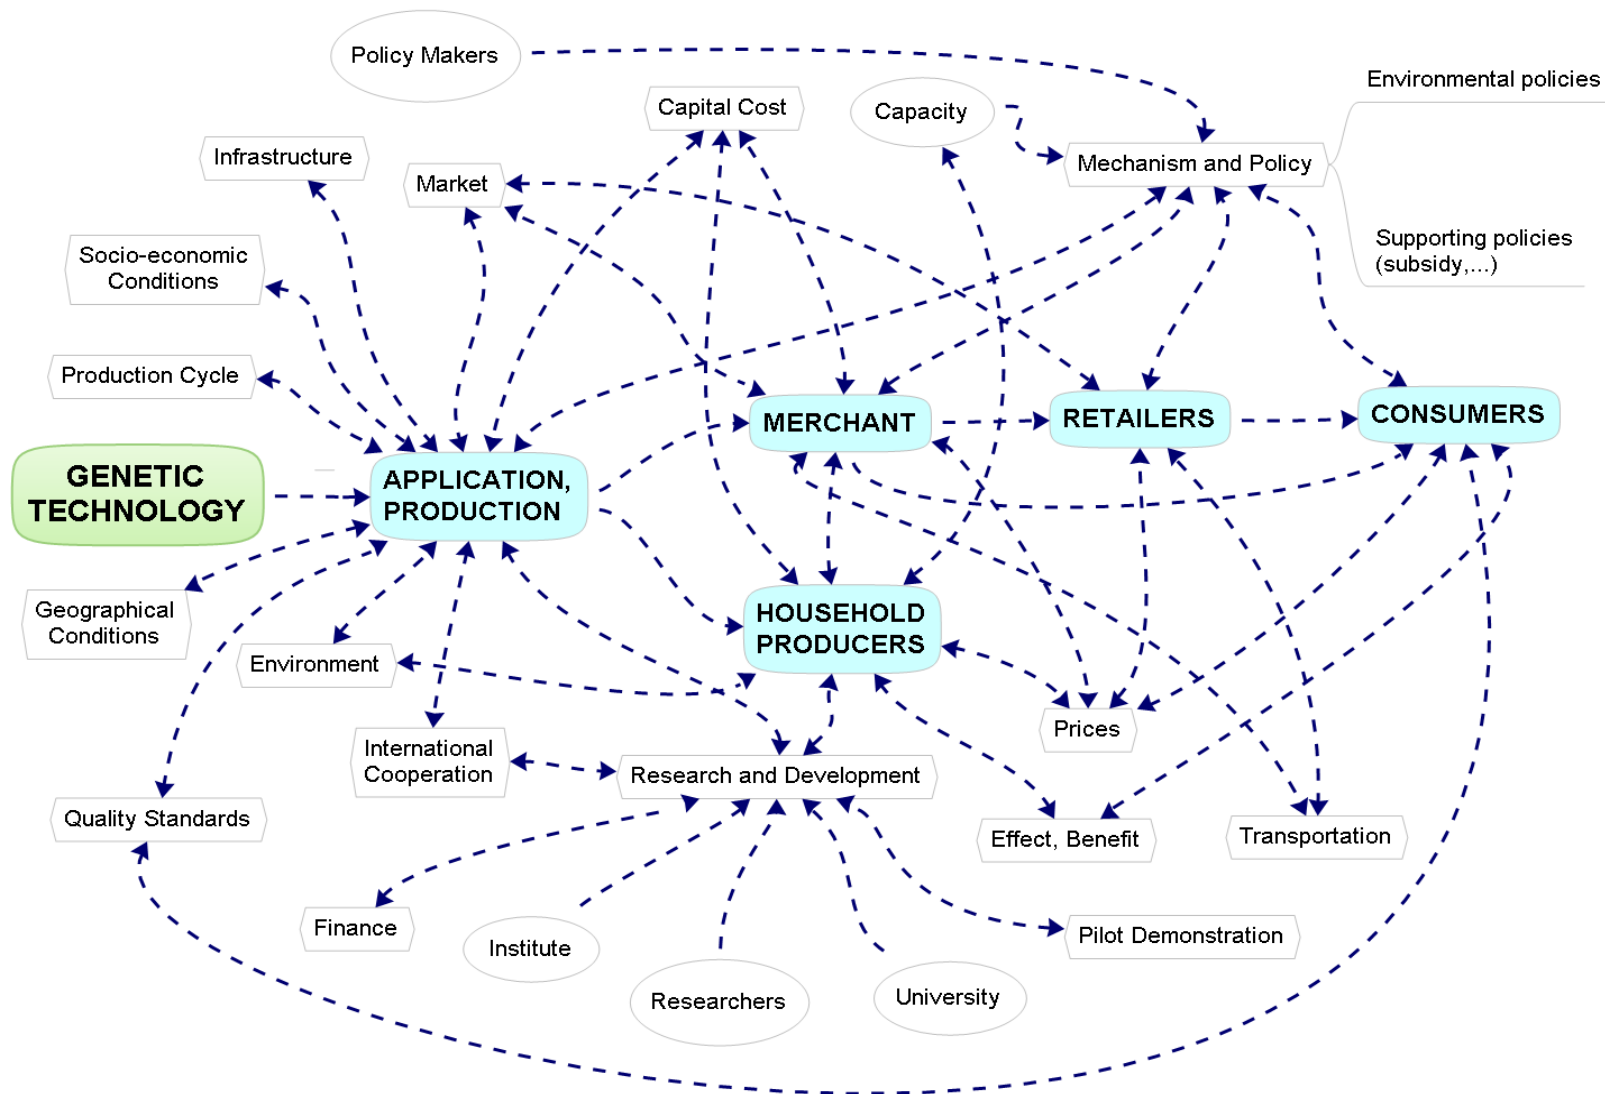 Policy Makers
Environmental policies
Capital Cost
Capacity
Infrastructure
Mechanism and Policy
Market
Socio-economic
Conditions
Supporting policies
(subsidy,...)
Production Cycle
MERCHANT
RETAILERS
CONSUMERS
GENETIC
TECHNOLOGY
APPLICATION,
PRODUCTION
Geographical
Conditions
HOUSEHOLD
PRODUCERS
Environment
Prices
International
Cooperation
Research and Development
Quality Standards
Effect, Benefit
Transportation
Finance
Institute
Pilot Demonstration
Researchers
University